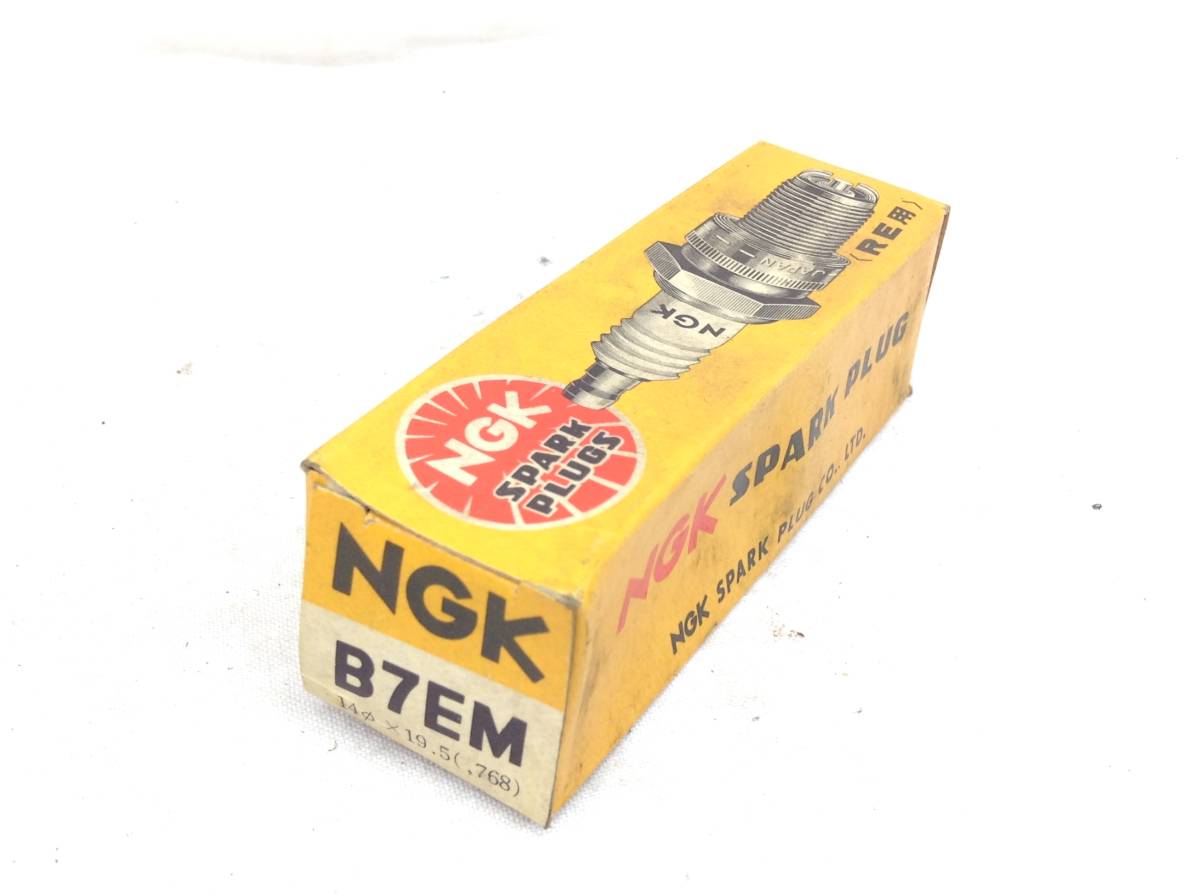 〈RE用〉
JAPAN
NGK
NGK
SPARK
PLUGS
NGK SPARK PLUG
NGK SPARK PLUG CO., LTD.
NGK
B7EM
14φ×19.5(.768)